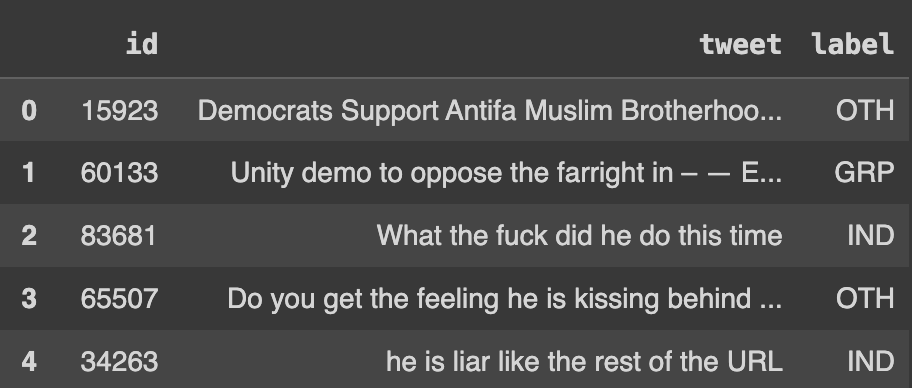 id tweet label
0 15923 Democrats Support Antifa Muslim Brotherhoo... OTH
1 60133 Unity demo to oppose the farright in – — E... GRP
2 83681 What the fuck did he do this time IND
3 65507 Do you get the feeling he is kissing behind ... OTH
4 34263 he is liar like the rest of the URL IND